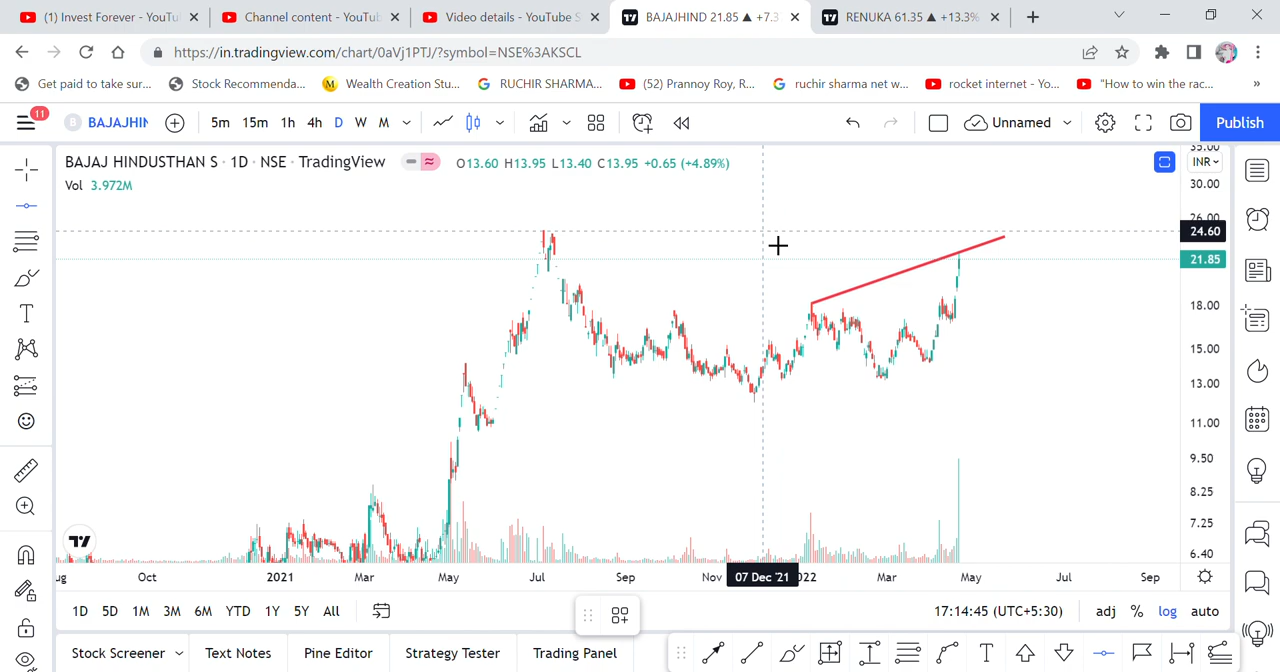 (1) Invest Forever - YouTu
Channel content - YouTub
Video details - YouTube S
BAJAJHIND 21.85 ▲ +7.3
RENUKA 61.35 ▲ +13.3%
https://in.tradingview.com/chart/0aVj1PTJ/?symbol=NSE%3AKSCL
Get paid to take sur...
Stock Recommenda...
M
Wealth Creation Stu...
RUCHIR SHARMA...
(52) Prannoy Roy, R...
ruchir sharma net w...
rocket internet - Yo...
"How to win the rac...
»
11
B
BAJAJHIN
5m 15m 1h 4h D W M
Unnamed
Publish
BAJAJ HINDUSTHAN S · 1D · NSE · TradingView
O13.60 H13.95 L13.40 C13.95 +0.65 (+4.89%)
INR
Vol 3.972M
35.00
30.00
26.00
24.60
21.85
18.00
15.00
13.00
11.00
9.50
8.25
7.25
6.40
ug Oct 2021 Mar May Jul Sep Nov 07 Dec '21 022 Mar May Jul Sep
1D 5D 1M 3M 6M YTD 1Y 5Y All
17:14:45 (UTC+5:30) adj % log auto
Stock Screener Text Notes Pine Editor Strategy Tester Trading Panel